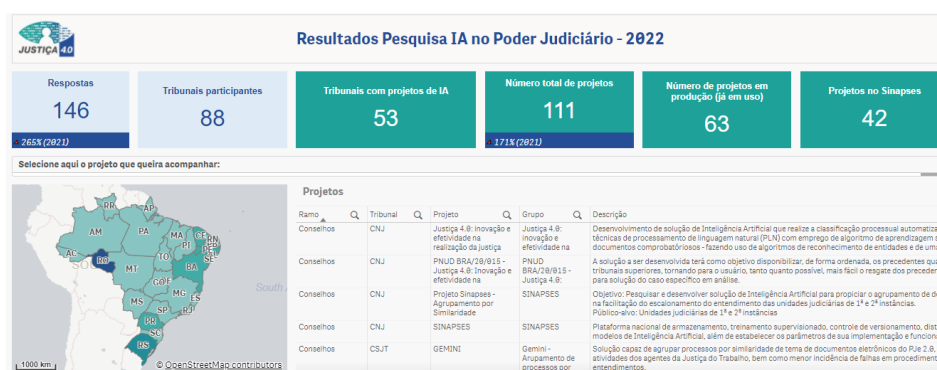 JUSTIÇA 4.0
Resultados Pesquisa IA no Poder Judiciário - 2022
Respostas
146
265% (2021)
Tribunais participantes
88
Tribunais com projetos de IA
53
Número total de projetos
111
171% (2021)
Número de projetos em
produção (já em uso)
63
Projetos no Sinapses
42
Selecione aqui o projeto que queira acompanhar:
RR
AP
AM
PA
MA
CE
RN
PB
PI
PE
SE
AC
RO
TO
BA
MT
GO
MG
ES
MS
SP
RJ
PR
SC
RS
South
1000 km
© OpenStreetMap contributors
Projetos
Ramo
Tribunal
Projeto
Grupo
Descrição
Conselhos
CNJ
Justiça 4.0: inovação e
efetividade na
realização da justiça
Justiça 4.0:
inovação e
efetividade na
Desenvolvimento de solução de Inteligência Artificial que realize a classificação processual automatiza
técnicas de processamento de linguagem natural (PLN) com emprego de algoritmo de aprendizagem
documentos comprobatórios - fazendo uso de algoritmos de reconhecimento de entidades e de uma
Conselhos
CNJ
PNUD BRA/20/015 -
Justiça 4.0: Inovação e
efetividade na
PNUD
BRA/20/015 -
Justiça 4.0:
A solução a ser desenvolvida terá como objetivo disponibilizar, de forma ordenada, os precedentes qua
tribunais superiores, tornando para o usuário, tanto quanto possível, mais fácil o resgate dos preceden
para solução do caso específico em análise.
Conselhos
CNJ
Projeto Sinapses -
Agrupamento por
Similaridade
SINAPSES
Objetivo: Pesquisar e desenvolver solução de Inteligência Artificial para propiciar o agrupamento de do
na facilitação do escalonamento do entendimento das unidades judiciárias de 1ª e 2ª instâncias.
Público-alvo: Unidades judiciárias de 1ª e 2ª instâncias
Conselhos
CNJ
SINAPSES
SINAPSES
Plataforma nacional de armazenamento, treinamento supervisionado, controle de versionamento, dist
modelos de Inteligência Artificial, além de estabelecer os parâmetros de sua implementação e funciona
Conselhos
CSJT
GEMINI
Gemini -
Arupamento de
processos por
Solução capaz de agrupar processos por similaridade de tema de documentos eletrônicos do PJe 2.0,
atividades dos agentes da Justiça do Trabalho, bem como menor incidência de falhas em procediment
entendimentos.